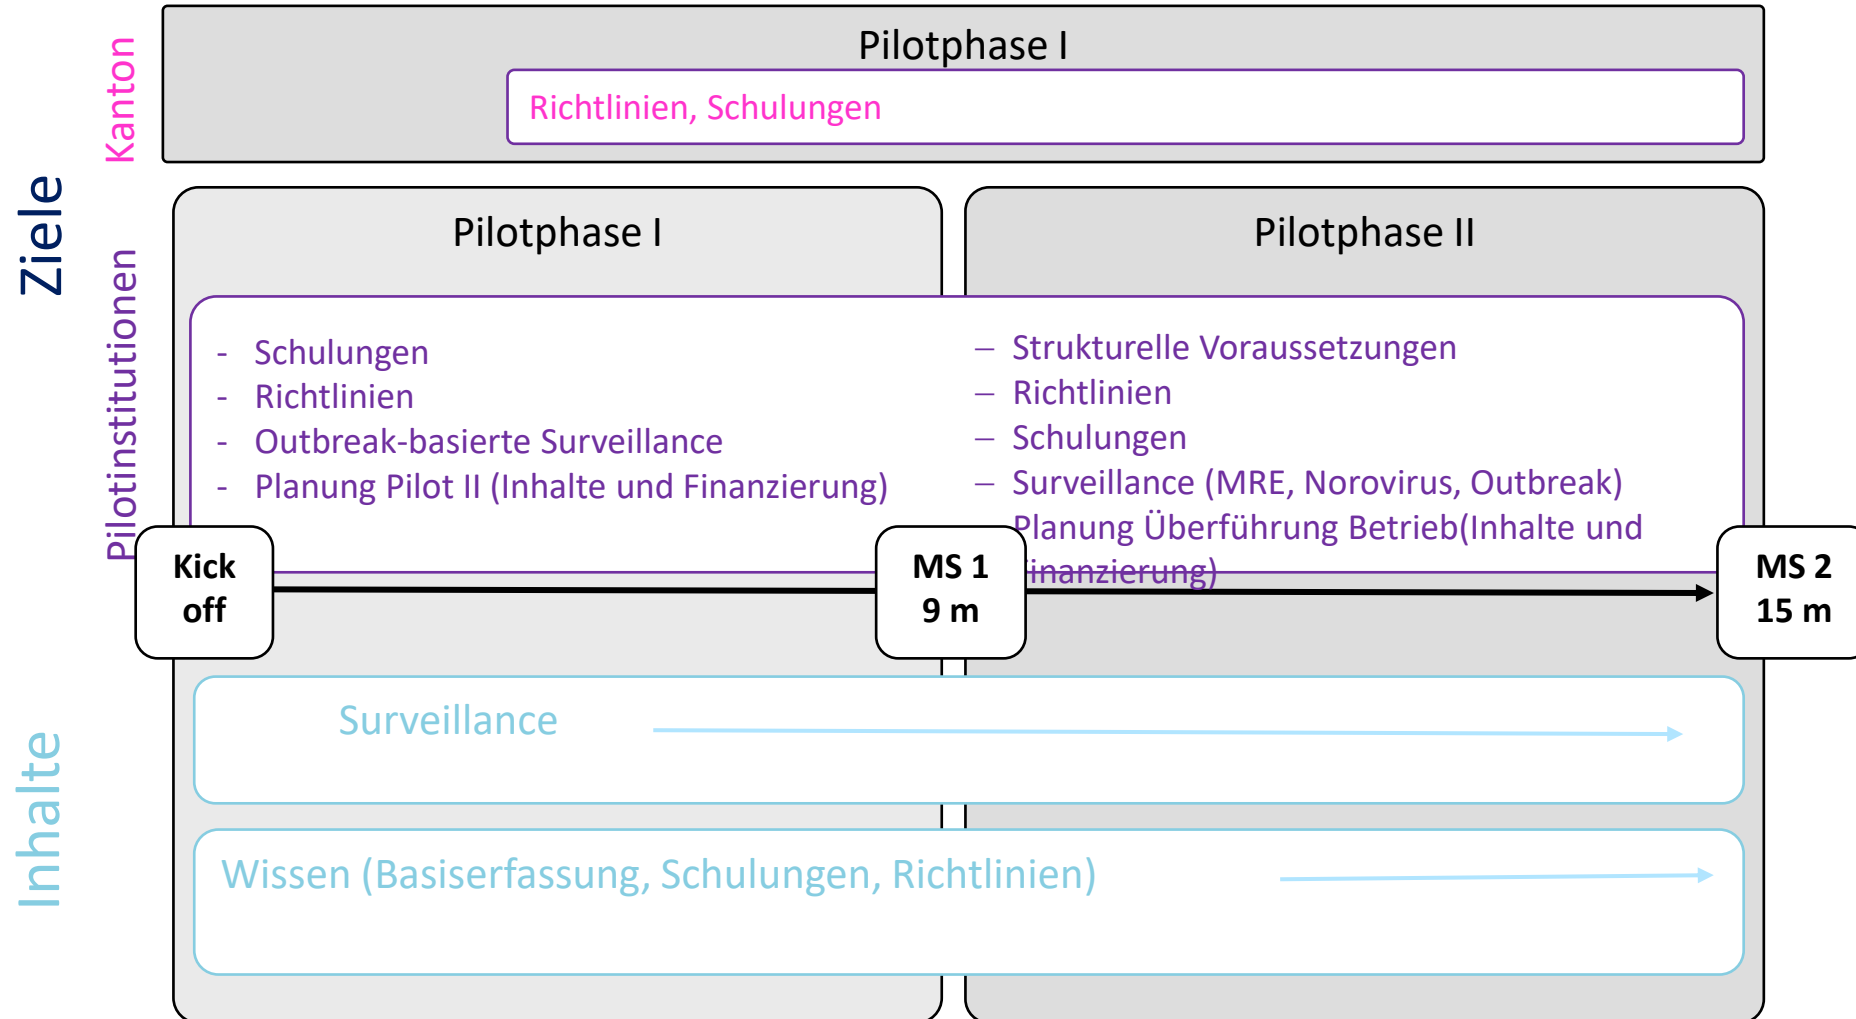 Ziele
Kanton
Pilotphase I
Richtlinien, Schulungen
Pilotinstitutionen
Pilotphase I
- Schulungen
- Richtlinien
- Outbreak-basierte Surveillance
- Planung Pilot II (Inhalte und Finanzierung)
Pilotphase II
– Strukturelle Voraussetzungen
– Richtlinien
– Schulungen
– Surveillance (MRE, Norovirus, Outbreak)
Planung Überführung Betrieb(Inhalte und
inanzierung)
Kick
off
MS 1
9 m
MS 2
15 m
Inhalte
Surveillance
Wissen (Basiserfassung, Schulungen, Richtlinien)